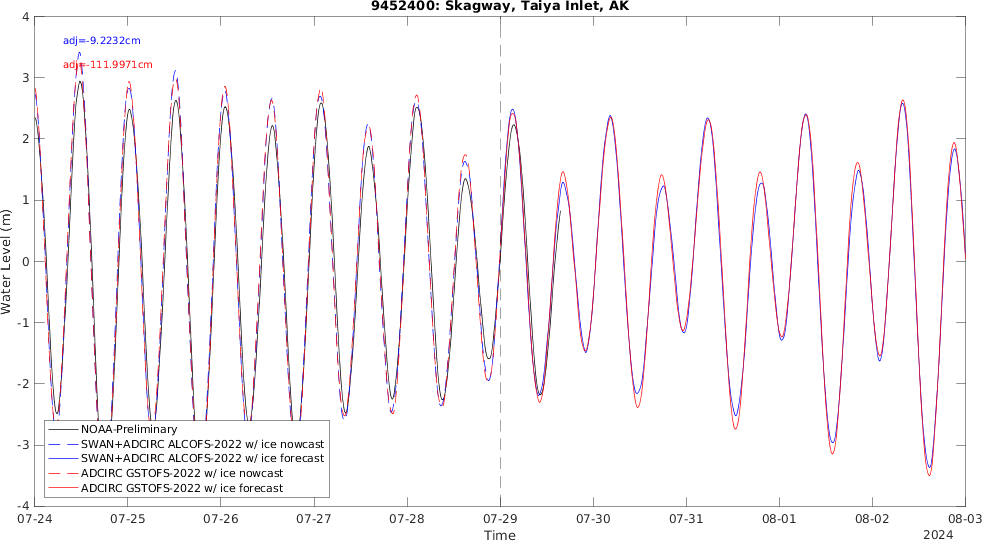 9452400: Skagway, Taiya Inlet, AK
4
adj=-9.2232cm
adj=-111.9971cm
3
2
1
0
-1
-2
-3
-4
Water Level (m)
NOAA-Preliminary
SWAN+ADCIRC ALCOFS-2022 w/ ice nowcast
SWAN+ADCIRC ALCOFS-2022 w/ ice forecast
ADCIRC GSTOFS-2022 w/ ice nowcast
ADCIRC GSTOFS-2022 w/ ice forecast
07-24 07-25 07-26 07-27 07-28 07-29 07-30 07-31 08-01 08-02 08-03
Time
2024